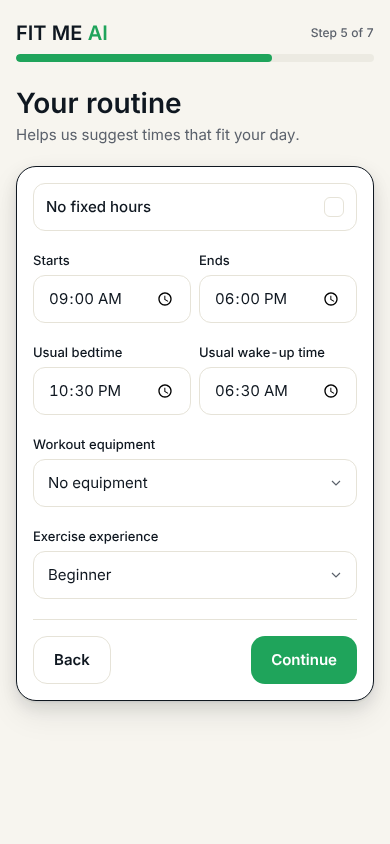 FIT ME AI
Step 5 of 7
Your routine
Helps us suggest times that fit your day.
No fixed hours
Starts
Ends
09:00 AM
06:00 PM
Usual bedtime
Usual wake-up time
10:30 PM
06:30 AM
Workout equipment
No equipment
Exercise experience
Beginner
Back
Continue